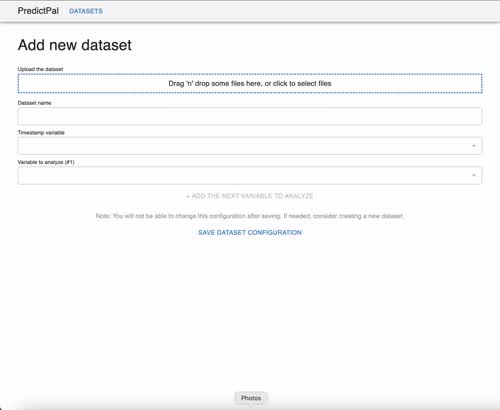 PredictPal DATASETS
Add new dataset
Upload the dataset
Drag 'n' drop some files here, or click to select files
Dataset name
Timestamp variable
Variable to analyze (#1)
+ ADD THE NEXT VARIABLE TO ANALYZE
Note: You will not be able to change this configuration after saving. If needed, consider creating a new dataset.
SAVE DATASET CONFIGURATION
Photos